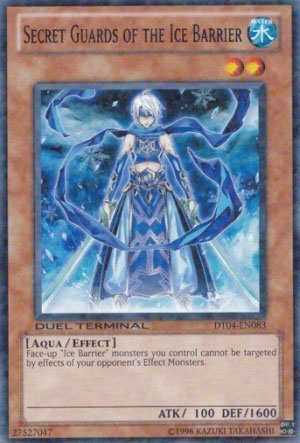 SECRET GUARDS OF THE ICE BARRIER
WATER
水
DUEL TERMINAL
DT04-EN083
[AQUA / EFFECT]
Face-up "Ice Barrier" monsters you control cannot be targeted
by effects of your opponent's Effect Monsters.
ATK/ 100 DEF/1600
27527047
©1996 KAZUKI TAKAHASHI